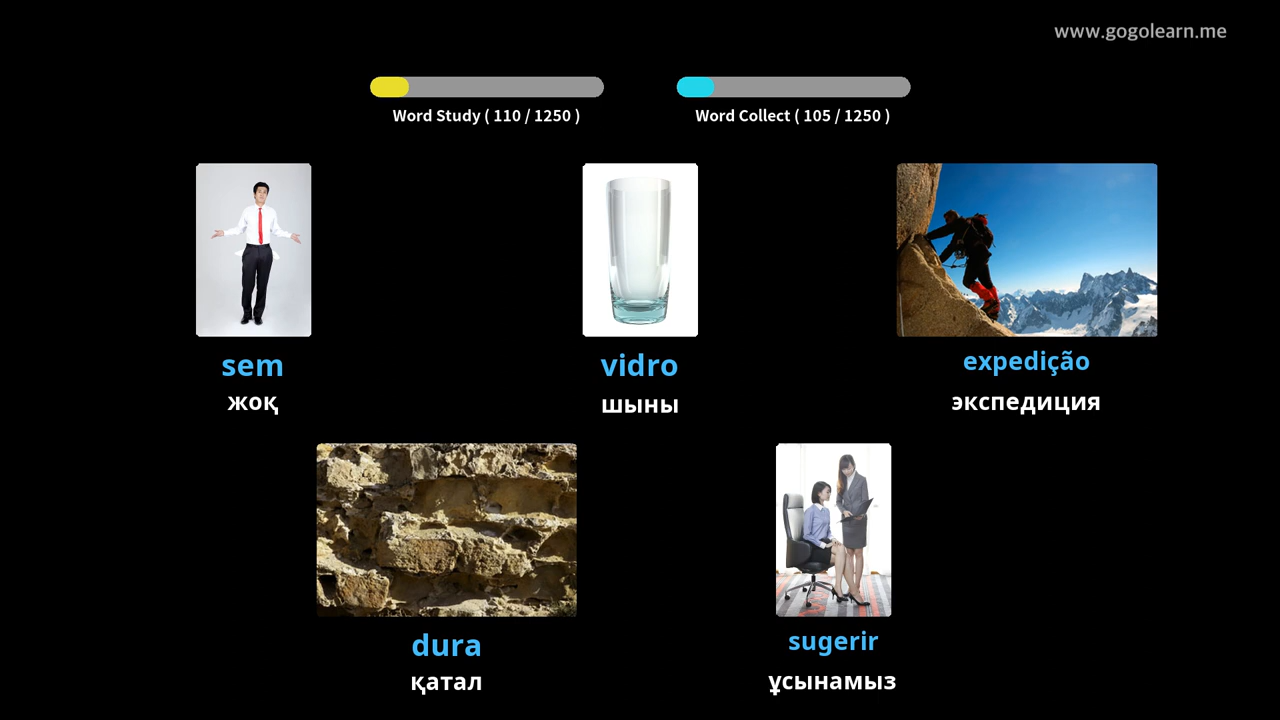 www.gogolearn.me
Word Study ( 110 / 1250 )
Word Collect ( 105 / 1250 )
sem
жоқ
vidro
шыны
expedição
экспедиция
dura
қатал
sugerir
ұсынамыз